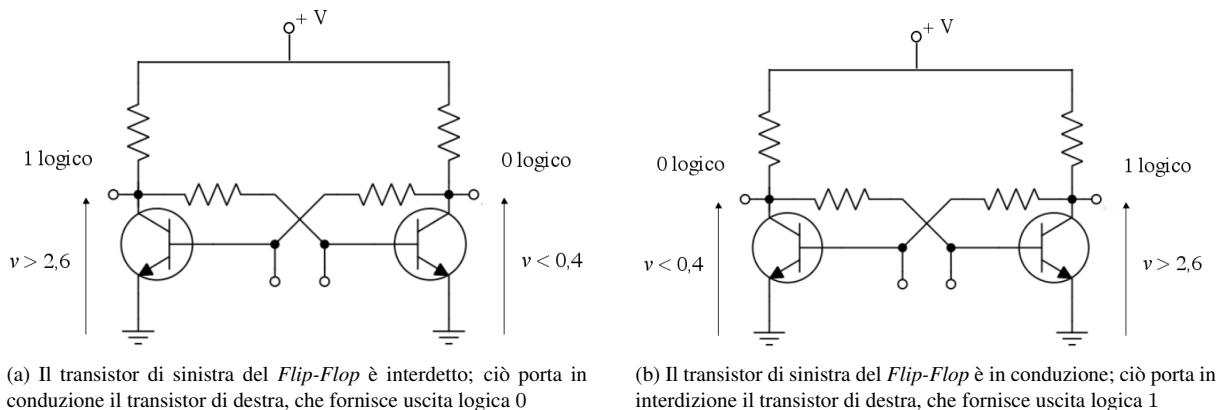 + V
1 logico
0 logico
v > 2,6
v < 0,4
(a) Il transistor di sinistra del Flip-Flop è interdetto; ciò porta in
conduzione il transistor di destra, che fornisce uscita logica 0
+ V
0 logico
1 logico
v < 0,4
v > 2,6
(b) Il transistor di sinistra del Flip-Flop è in conduzione; ciò porta in
interdizione il transistor di destra, che fornisce uscita logica 1